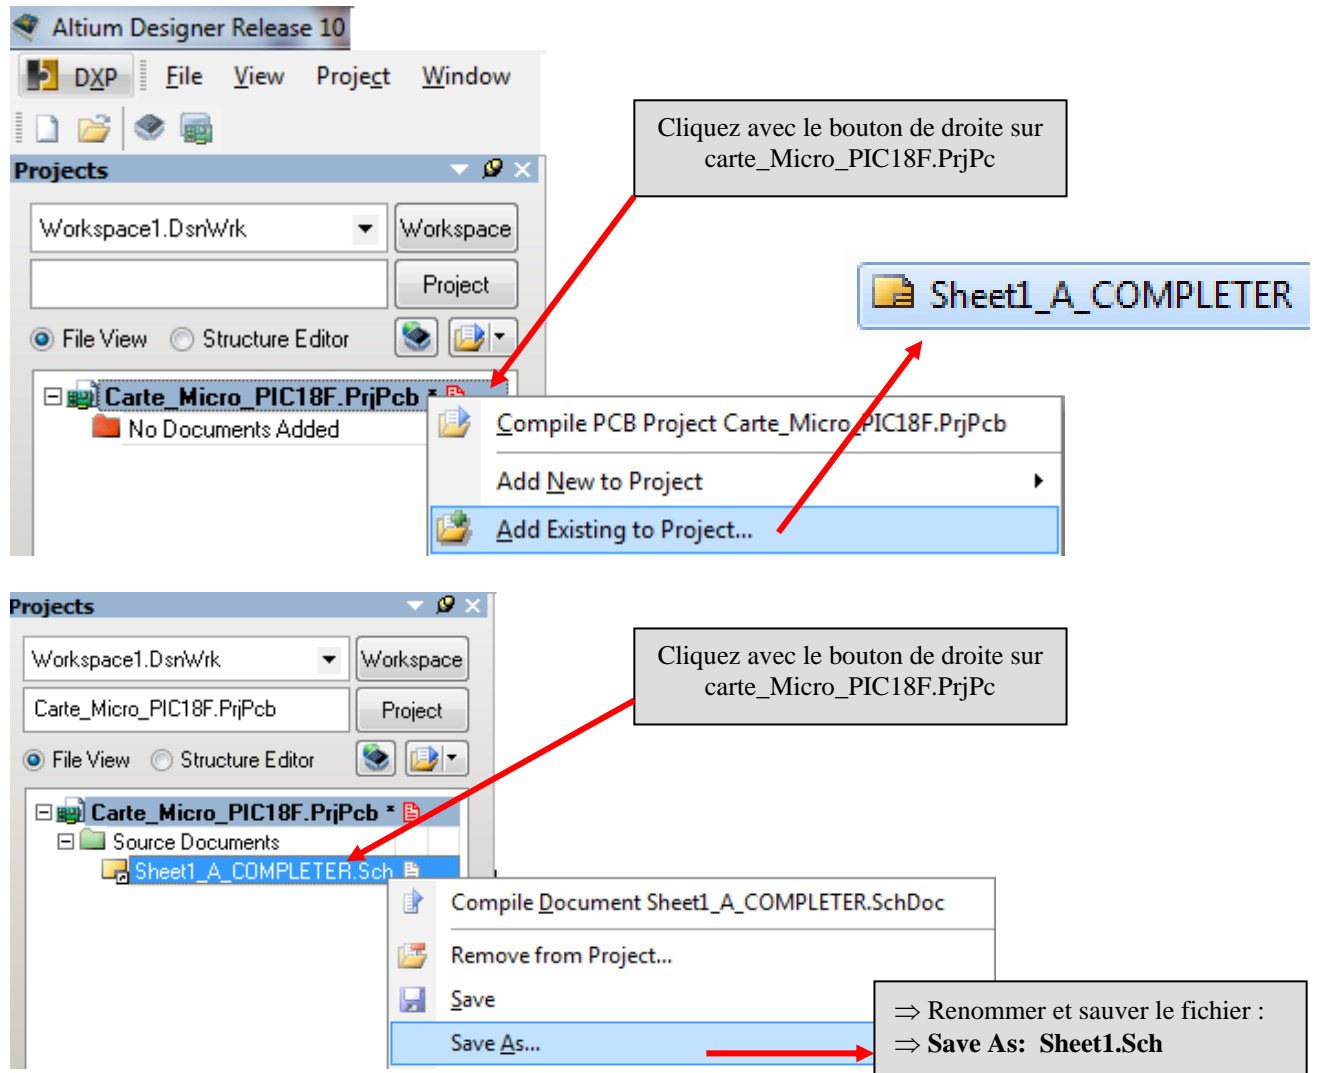 Altium Designer Release 10
DXP File View Project Window
Projects
Cliquez avec le bouton de droite sur
carte_Micro_PIC18F.PrjPc
Workspace1.DsnWrk Workspace
Project
Sheet1_A_COMPLETER
File View Structure Editor
Carte_Micro_PIC18F.PrjPcb *
No Documents Added
Compile PCB Project Carte_Micro_PIC18F.PrjPcb
Add New to Project
Add Existing to Project...
Projects
Cliquez avec le bouton de droite sur
carte_Micro_PIC18F.PrjPc
Workspace1.DsnWrk Workspace
Carte_Micro_PIC18F.PrjPcb Project
File View Structure Editor
Carte_Micro_PIC18F.PrjPcb *
Source Documents
Sheet1_A_COMPLETER.Sch
Compile Document Sheet1_A_COMPLETER.SchDoc
Remove from Project...
Save
Save As...
⇒ Renommer et sauver le fichier :
⇒ Save As: Sheet1.Sch